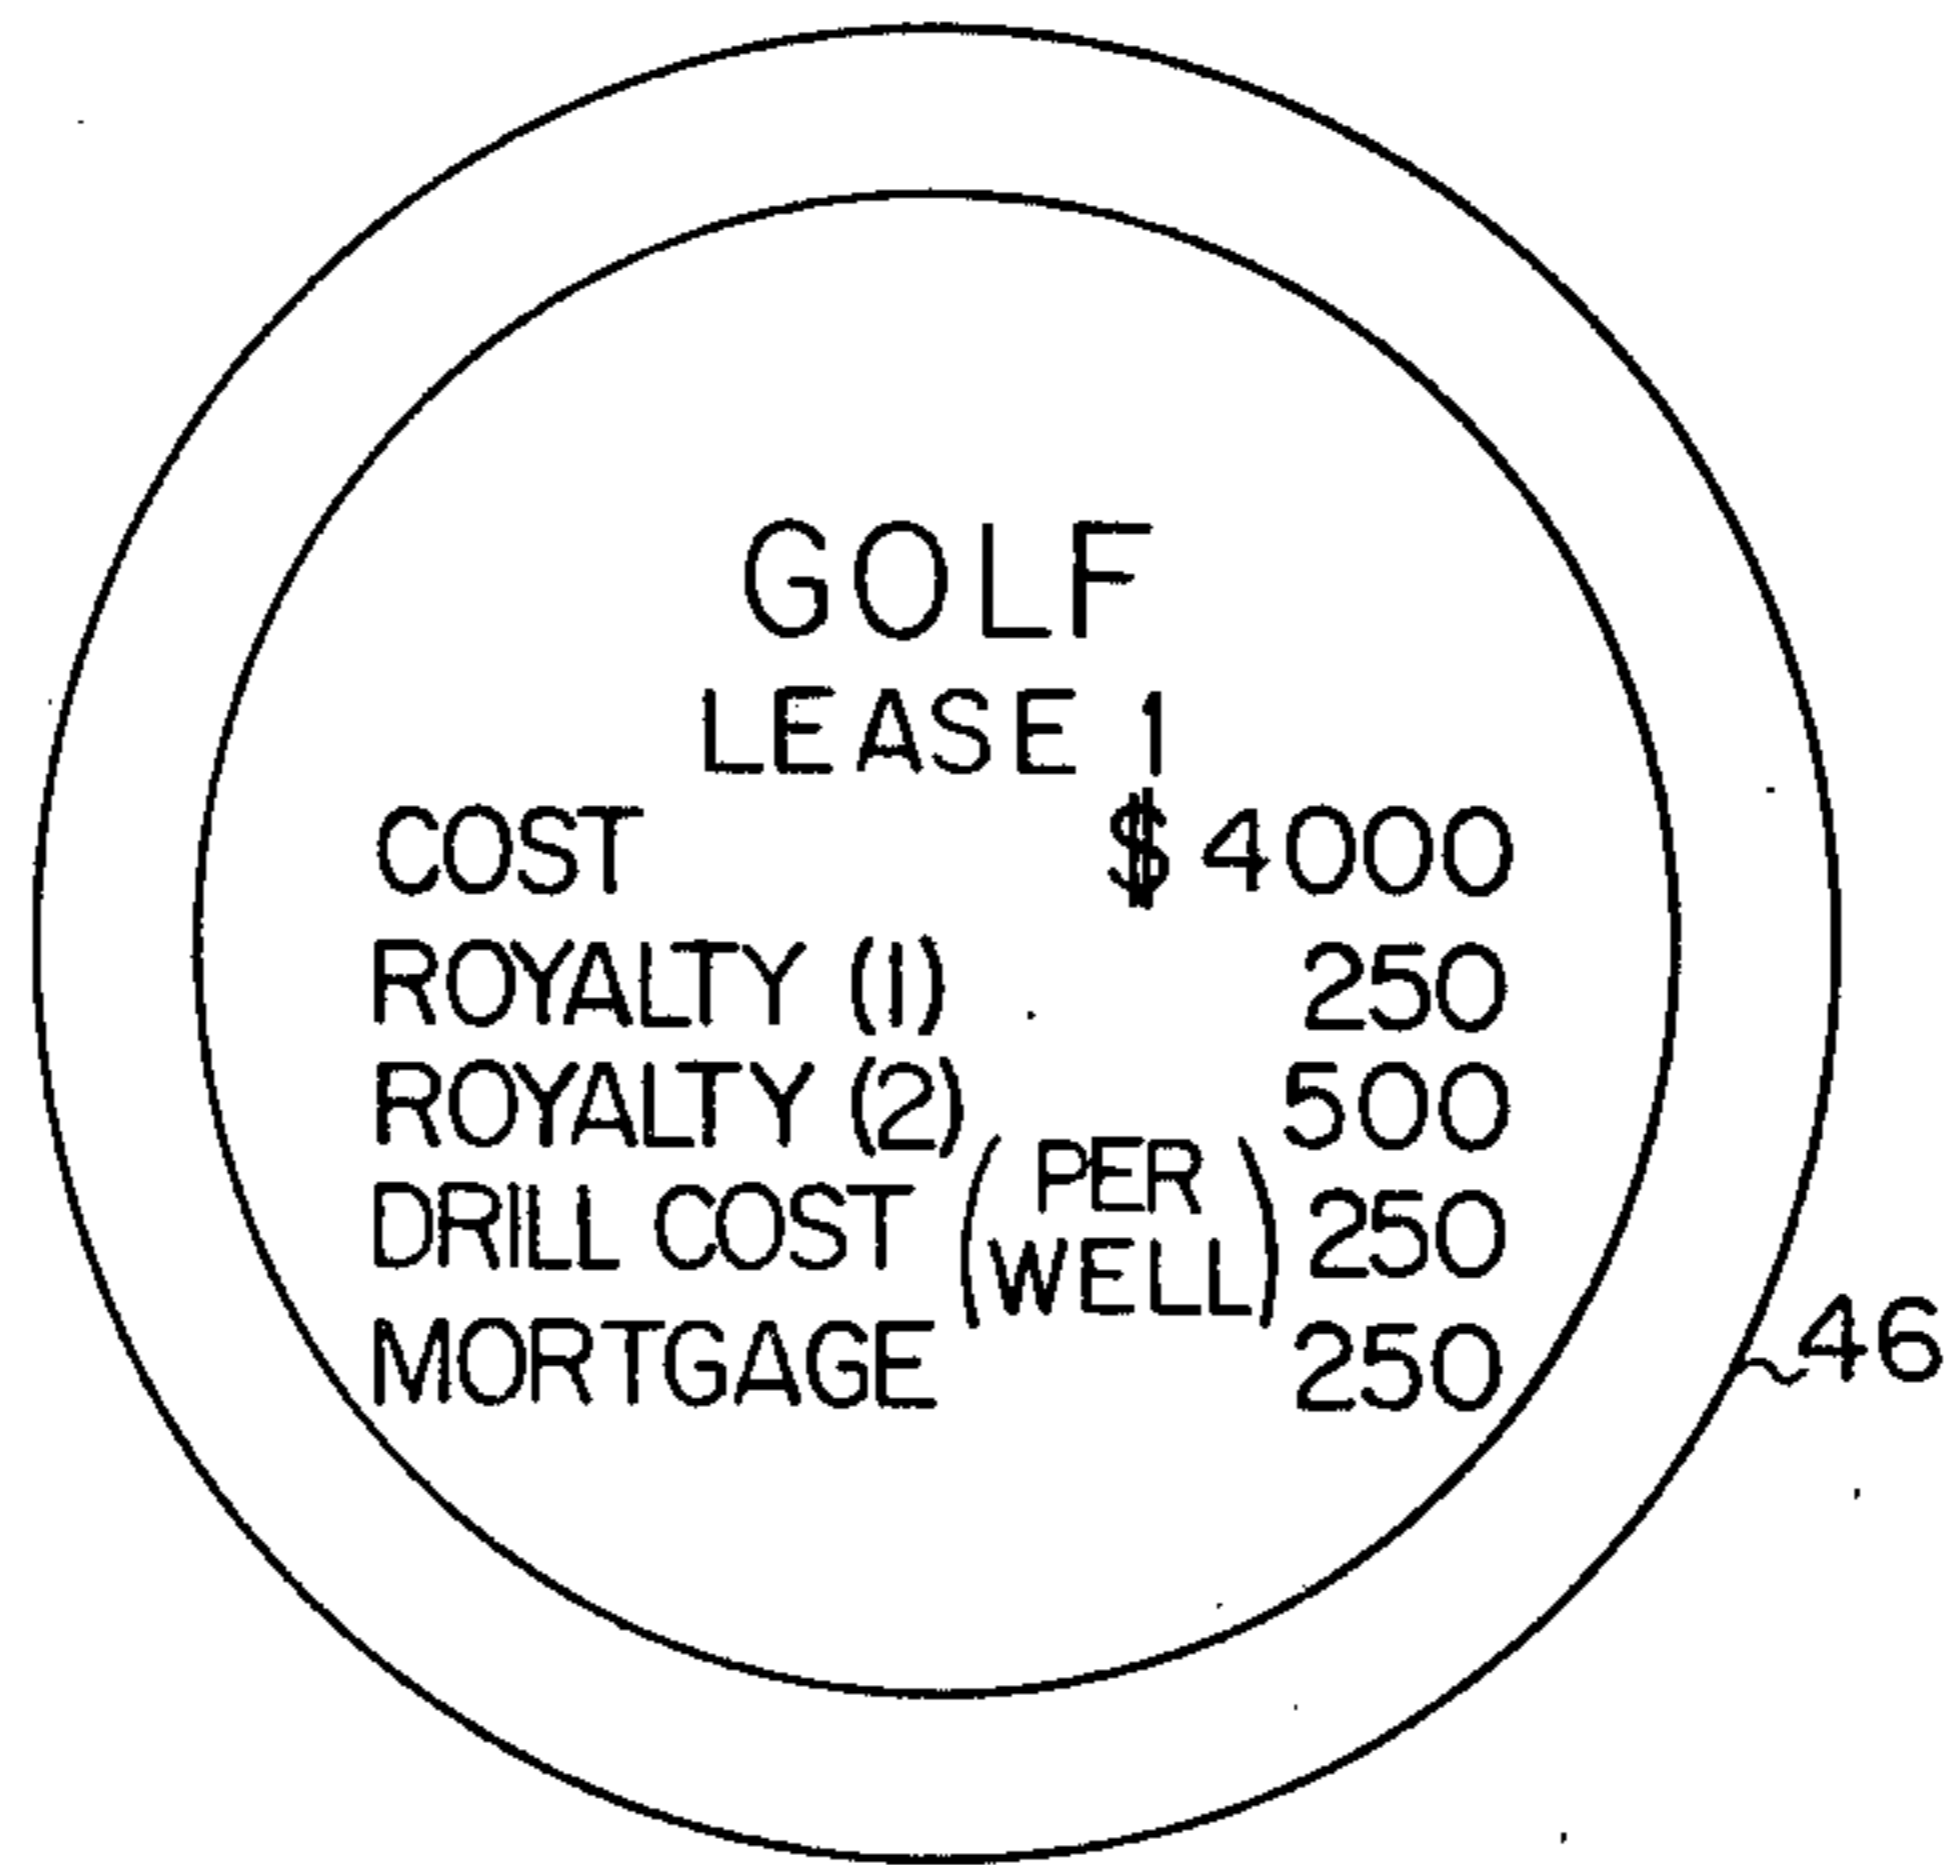 GOLF
LEASE 1
COST $4000
ROYALTY (1) 250
ROYALTY (2) 500
DRILL COST (PER WELL) 250
MORTGAGE 250
46